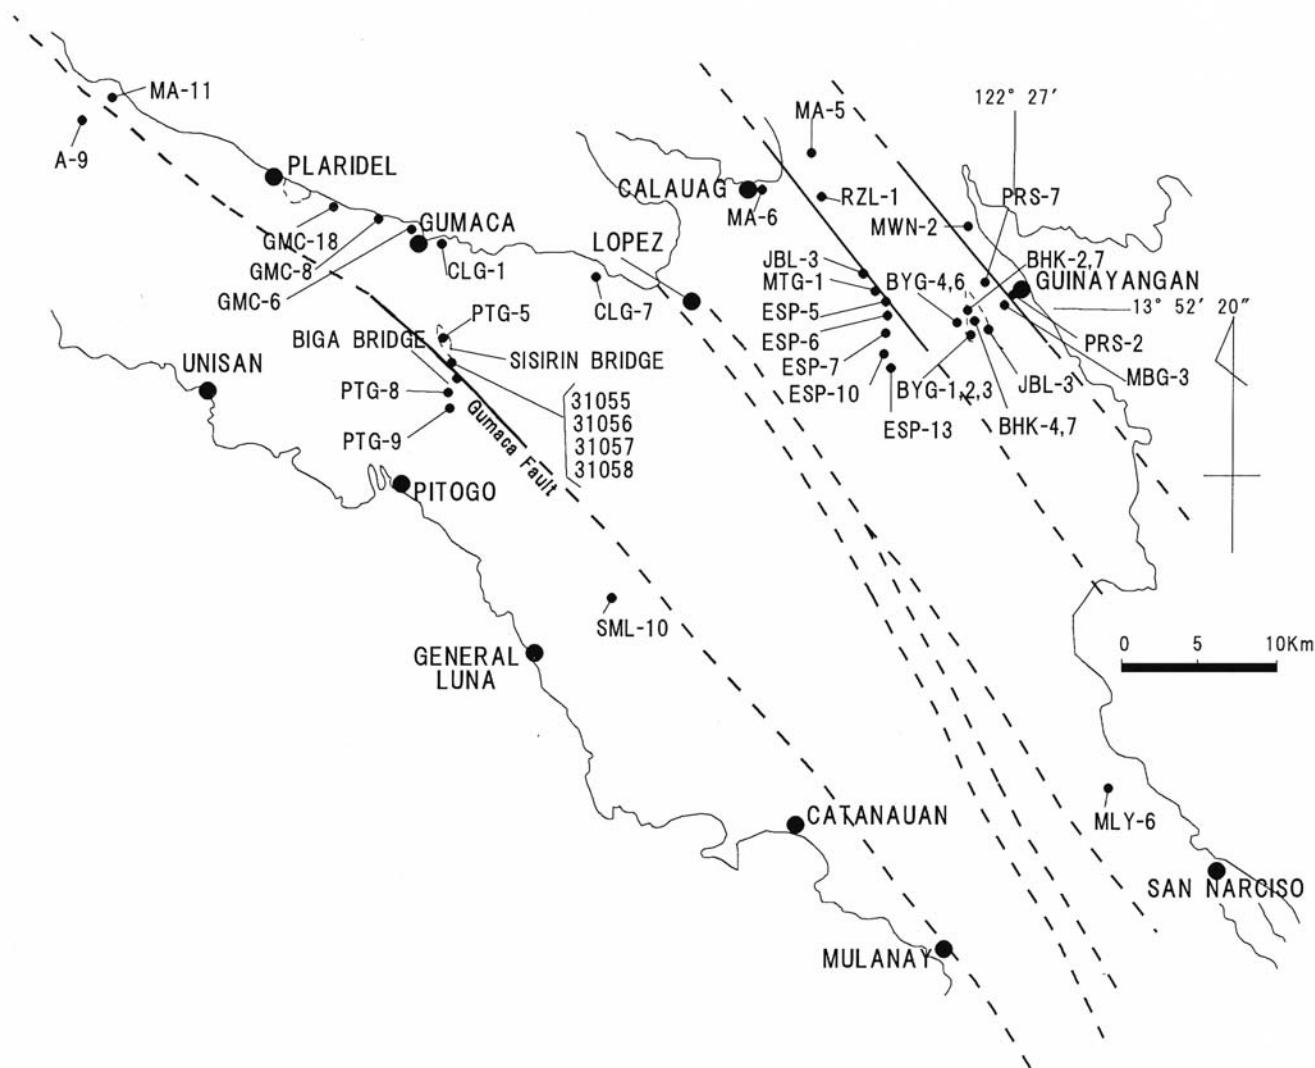 MA-11
A-9
PLARIDEL
GMC-18
GMC-8
GMC-6
GUMACA
CLG-1
CLG-7
LOPEZ
CALAUAG
MA-6
MA-5
RZL-1
122° 27′
PRS-7
MWN-2
BHK-2,7
GUINAYANGAN
13° 52′ 20″
JBL-3
MTG-1
ESP-5
ESP-6
ESP-7
ESP-10
ESP-13
BYG-4,6
BYG-1,2,3
JBL-3
BHK-4,7
PRS-2
MBG-3
PTG-5
BIGA BRIDGE
SISIRIN BRIDGE
UNISAN
PTG-8
PTG-9
31055
31056
31057
31058
Gumaca Fault
PITOGO
SML-10
GENERAL
LUNA
0 5 10Km
CATANAUAN
MLY-6
SAN NARCISO
MULANAY